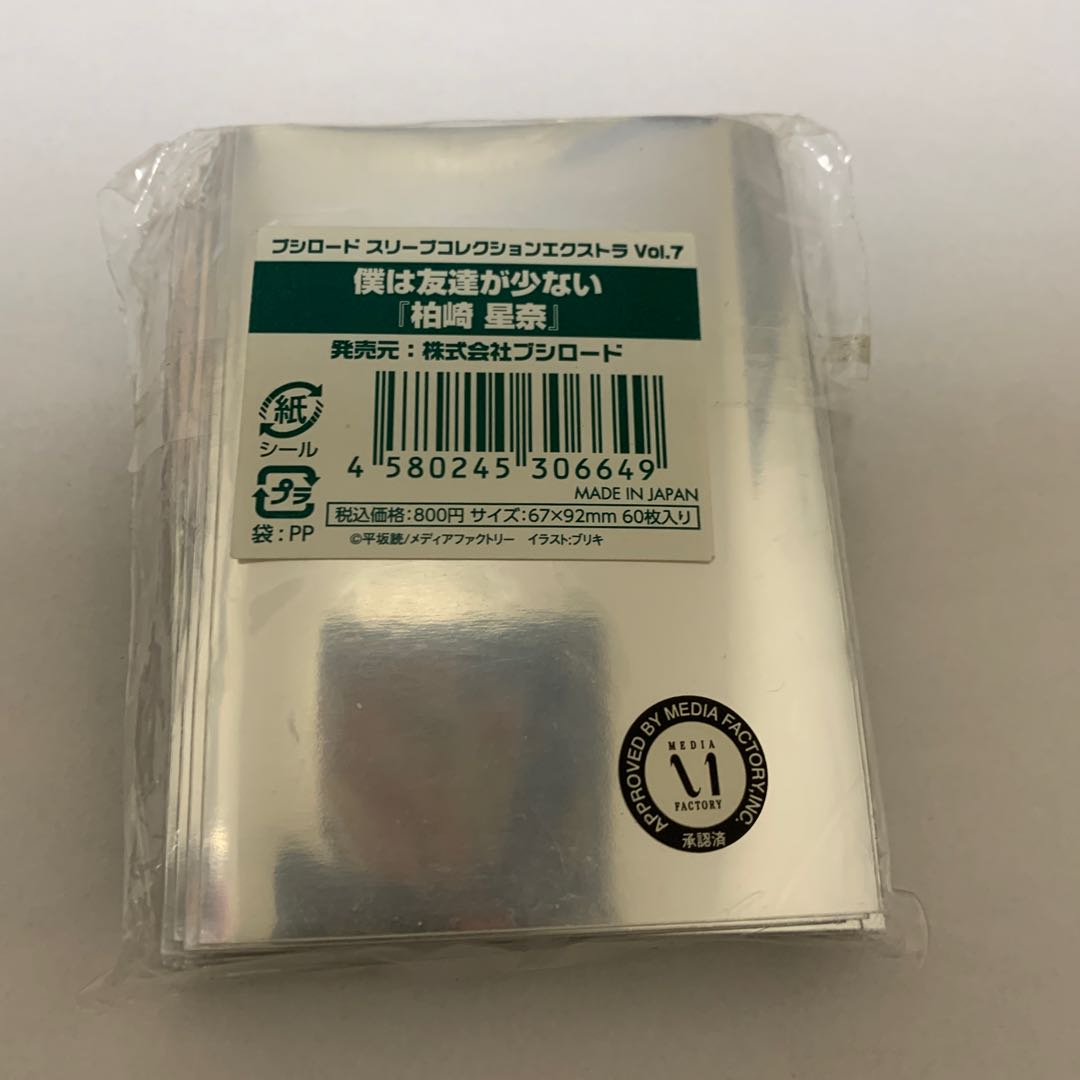 ブシロード スリーブコレクションエクストラ Vol.7
僕は友達が少ない
『柏崎 星奈』
発売元：株式会社ブシロード
紙
シール
プラ
袋:PP
4 580245 306649
MADE IN JAPAN
税込価格:800円 サイズ:67×92mm 60枚入り
©平坂読/メディアファクトリー イラスト:ブリキ
APPROVED BY MEDIA FACTORY,INC.
MEDIA
FACTORY
承認済